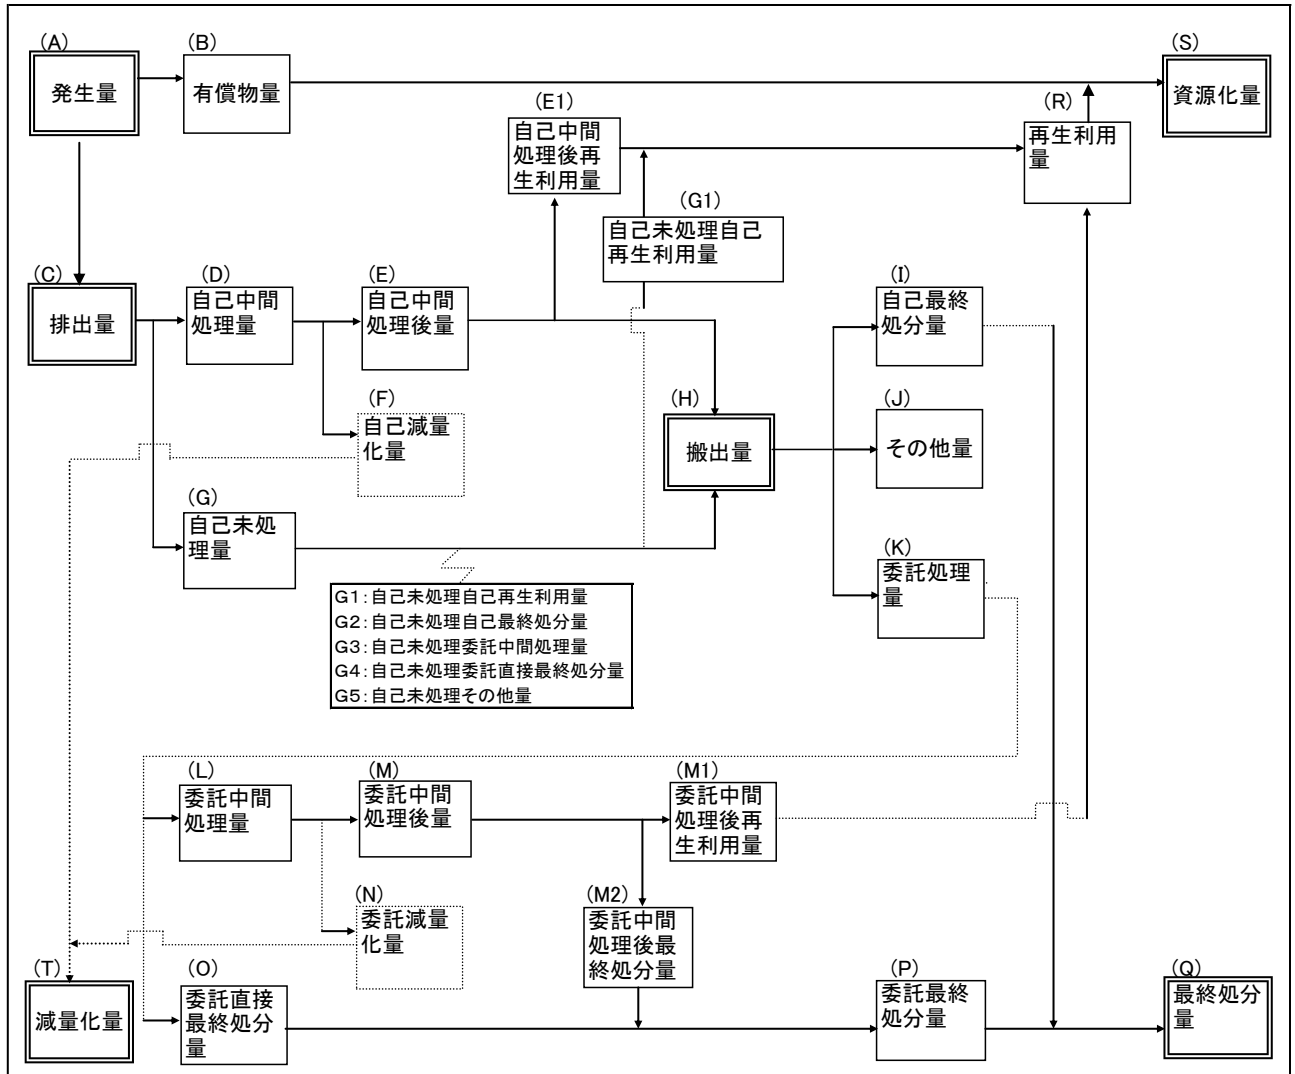 (A)
発生量
(B)
有償物量
(S)
資源化量
(E1)
自己中間
処理後再
生利用量
(R)
再生利用
量
(G1)
自己未処理自己
再生利用量
(C)
排出量
(D)
自己中間
処理量
(E)
自己中間
処理後量
(I)
自己最終
処分量
(F)
自己減量
化量
(H)
搬出量
(J)
その他量
(G)
自己未処
理量
(K)
委託処理
量
G1:自己未処理自己再生利用量
G2:自己未処理自己最終処分量
G3:自己未処理委託中間処理量
G4:自己未処理委託直接最終処分量
G5:自己未処理その他量
(L)
委託中間
処理量
(M)
委託中間
処理後量
(M1)
委託中間
処理後再
生利用量
(N)
委託減量
化量
(M2)
委託中間
処理後最
終処分量
(T)
減量化量
(O)
委託直接
最終処分
量
(P)
委託最終
処分量
(Q)
最終処分
量